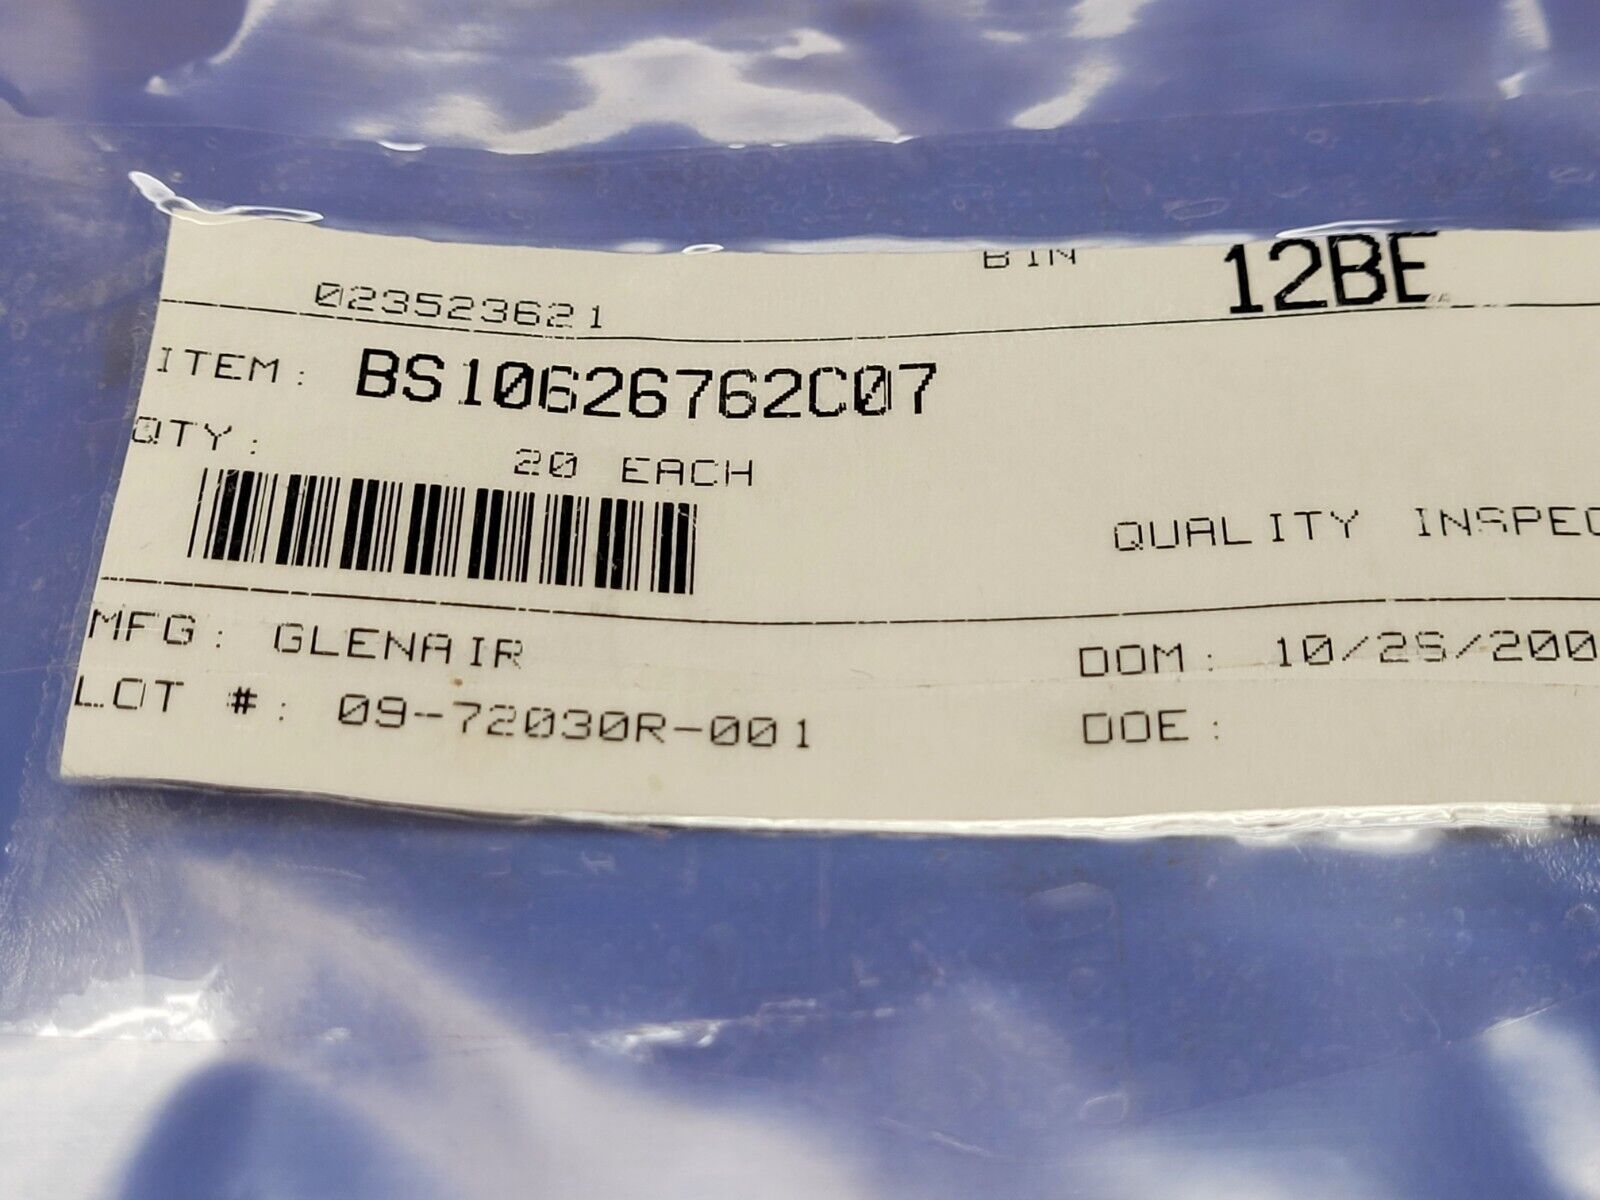 BIN 12BE
023523621
ITEM: BS10626762C07
QTY: 20 EACH
QUALITY INSPEC
MFG: GLENAIR DOM: 10/2S/200
LOT #: 09-72030R-001 DOE: